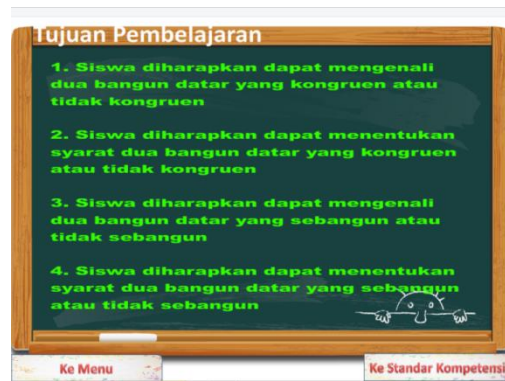 Tujuan Pembelajaran
1. Siswa diharapkan dapat mengenali
dua bangun datar yang kongruen atau
tidak kongruen
2. Siswa diharapkan dapat menentukan
syarat dua bangun datar yang kongruen
atau tidak kongruen
3. Siswa diharapkan dapat mengenali
dua bangun datar yang sebangun atau
tidak sebangun
4. Siswa diharapkan dapat menentukan
syarat dua bangun datar yang sebangun
atau tidak sebangun
Ke Menu
Ke Standar Kompetensi